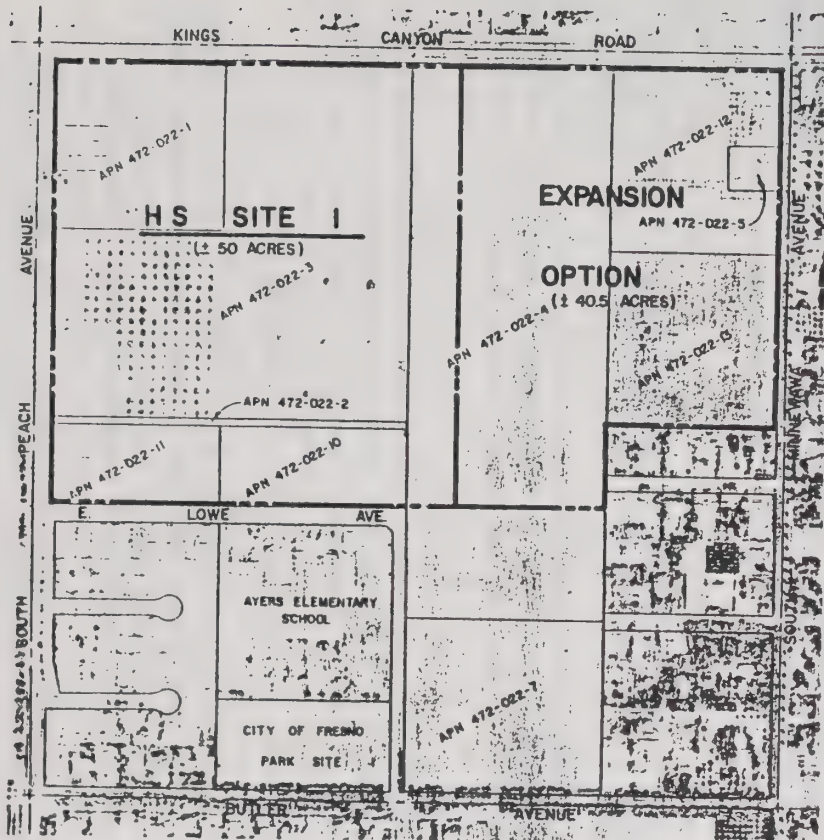 KINGS CANYON ROAD
APN 472-022-1
APN 472-022-12
HS SITE 1
(± 50 ACRES)
EXPANSION
APN 472-022-5
AVENUE
AVENUE
APN 472-022-3
OPTION
(± 40.5 ACRES)
APN 472-022-4
APN 472-022-13
APN 472-022-2
PEACH
MINNEWAWA
APN 472-022-11
APN 472-022-10
E. LOWE AVE.
AYERS ELEMENTARY
SCHOOL
SOUTH
SOUTH
APN 472-022-7
CITY OF FRESNO
PARK SITE
BUTLER AVENUE